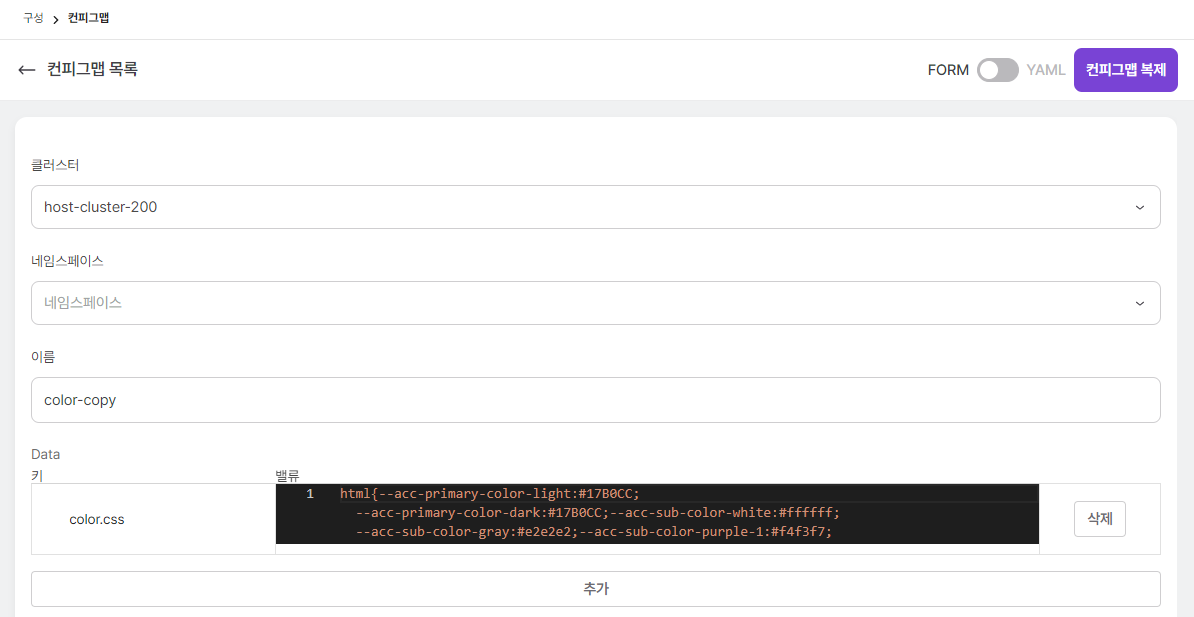 구성 > 컨피그맵
← 컨피그맵 목록
FORM YAML 컨피그맵 복제
클러스터
host-cluster-200
네임스페이스
네임스페이스
이름
color-copy
Data
키 밸류
color.css
1 html{--acc-primary-color-light:#17B0CC;
--acc-primary-color-dark:#17B0CC;--acc-sub-color-white:#ffffff;
--acc-sub-color-gray:#e2e2e2;--acc-sub-color-purple-1:#f4f3f7;
삭제
추가